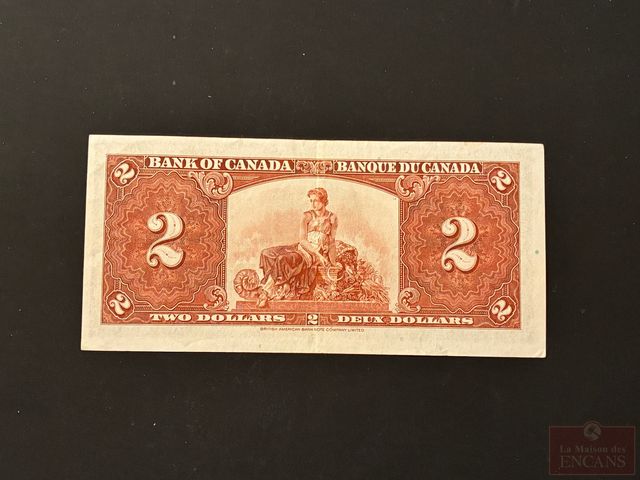 BANK OF CANADA BANQUE DU CANADA
2 2
2 2
2 2
TWO DOLLARS 2 DEUX DOLLARS
BRITISH AMERICAN BANK NOTE COMPANY LIMITED
La Maison des
ENCANS